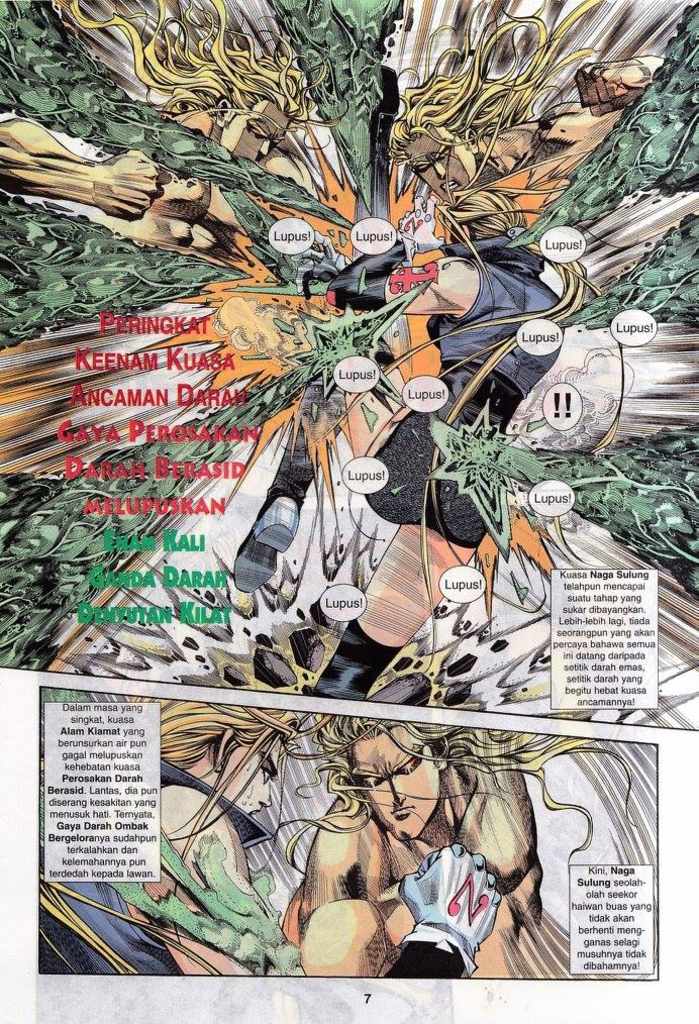 Lupus!
Lupus!
Lupus!
Lupus!
Lupus!
Lupus!
Lupus!
!!
Lupus!
Lupus!
Lupus!
Lupus!
PERINGKAT
KEENAM KUASA
ANCAMAN DARAH
GAYA PEROSAKAN
DARAH BERASID
MELUPUSKAN
ENAM KALI
GANDA DARAH
DENYUTAN KILAT
Kuasa Naga Sulung
telahpun mencapai
suatu tahap yang
sukar dibayangkan.
Lebih-lebih lagi, tiada
seorangpun yang akan
percaya bahawa semua
ini datang daripada
setitik darah emas,
setitik darah yang
begitu hebat kuasa
ancamannya!
Dalam masa yang
singkat, kuasa
Alam Kiamat yang
berunsurkan air pun
gagal melupuskan
kehebatan kuasa
Perosakan Darah
Berasid. Lantas, dia pun
diserang kesakitan yang
menusuk hati. Ternyata,
Gaya Darah Ombak
Bergeloranya sudahpun
terkalahkan dan
kelemahannya pun
terdedah kepada lawan.
Kini, Naga
Sulung seolah-
olah seekor
haiwan buas yang
tidak akan
berhenti meng-
ganas selagi
musuhnya tidak
dibahamnya!
7